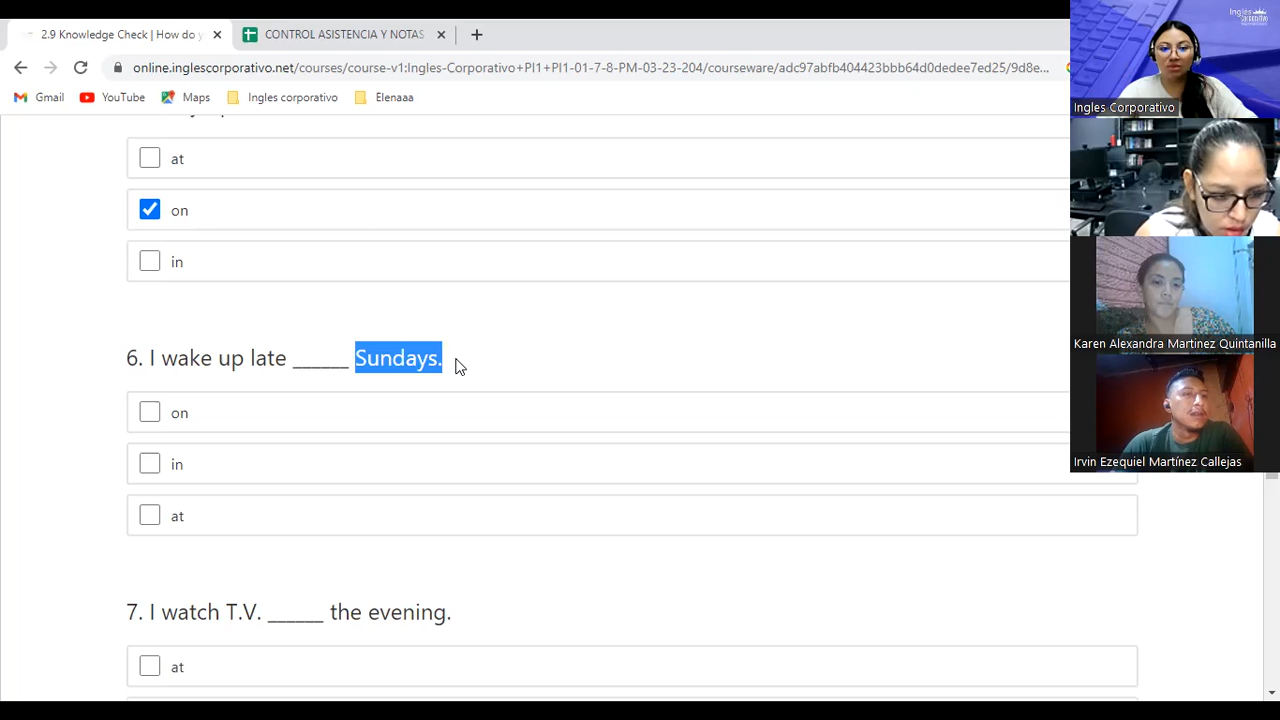 2.9 Knowledge Check | How do y
CONTROL ASISTENCIA Y NOTAS
online.inglescorporativo.net/courses/course-v1:Ingles-Corporativo+PI1+PI1-01-7-8-PM-03-23-204/courseware/adc97abfb404423bbb2bd0dedee7ed25/9d8e...
Gmail
YouTube
Maps
Ingles corporativo
Elenaaa
at
on
in
6. I wake up late ______ Sundays.
on
in
at
7. I watch T.V. ______ the evening.
at
Ingles
Ingles Corporativo
Karen Alexandra Martinez Quintanilla
Irvin Ezequiel Martínez Callejas